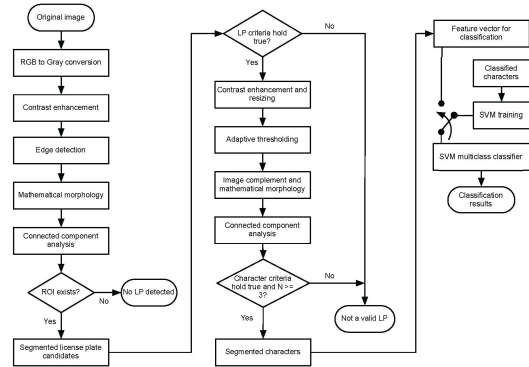 Original image
RGB to Gray conversion
Contrast enhancement
Edge detection
Mathematical morphology
Connected component
analysis
ROI exists?
No
No LP detected
Yes
Segmented license plate
candidates
LP criteria hold
true?
No
Yes
Contrast enhancement and
resizing
Adaptive thresholding
Image complement and
mathematical morphology
Connected component
analysis
Character criteria
hold true and N >=
3?
No
Yes
Not a valid LP
Segmented characters
Feature vector for
classification
Classified
characters
SVM training
SVM multiclass classifier
Classification
results